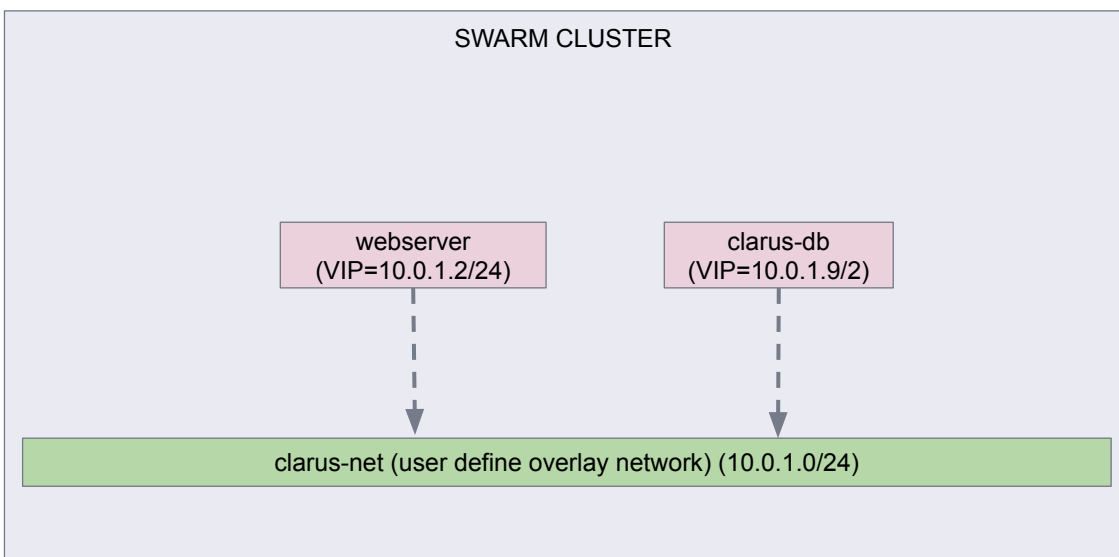 SWARM CLUSTER
webserver
(VIP=10.0.1.2/24)
clarus-db
(VIP=10.0.1.9/2)
clarus-net (user define overlay network) (10.0.1.0/24)